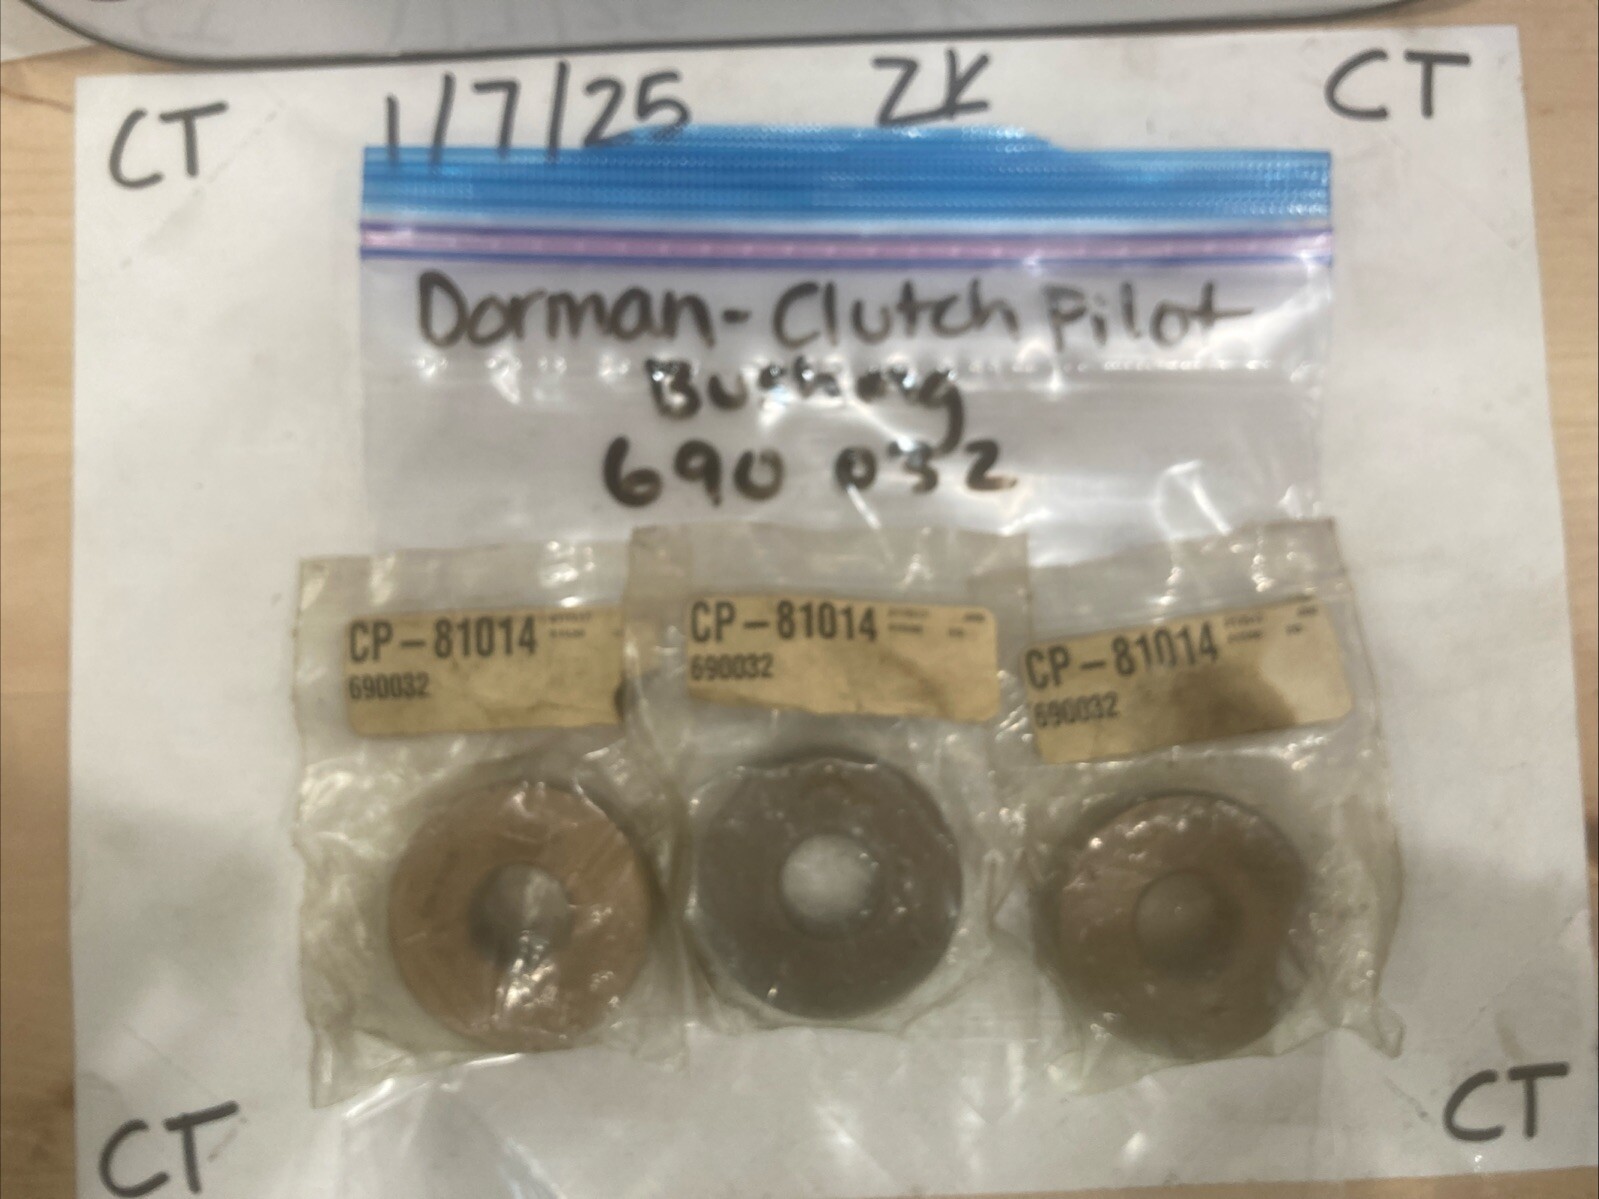 CT
1/7/25
ZK
CT
Dorman-Clutch Pilot
Bushing
690 032
CP-81014
690032
CP-81014
690032
CP-81014
690032
CT
CT